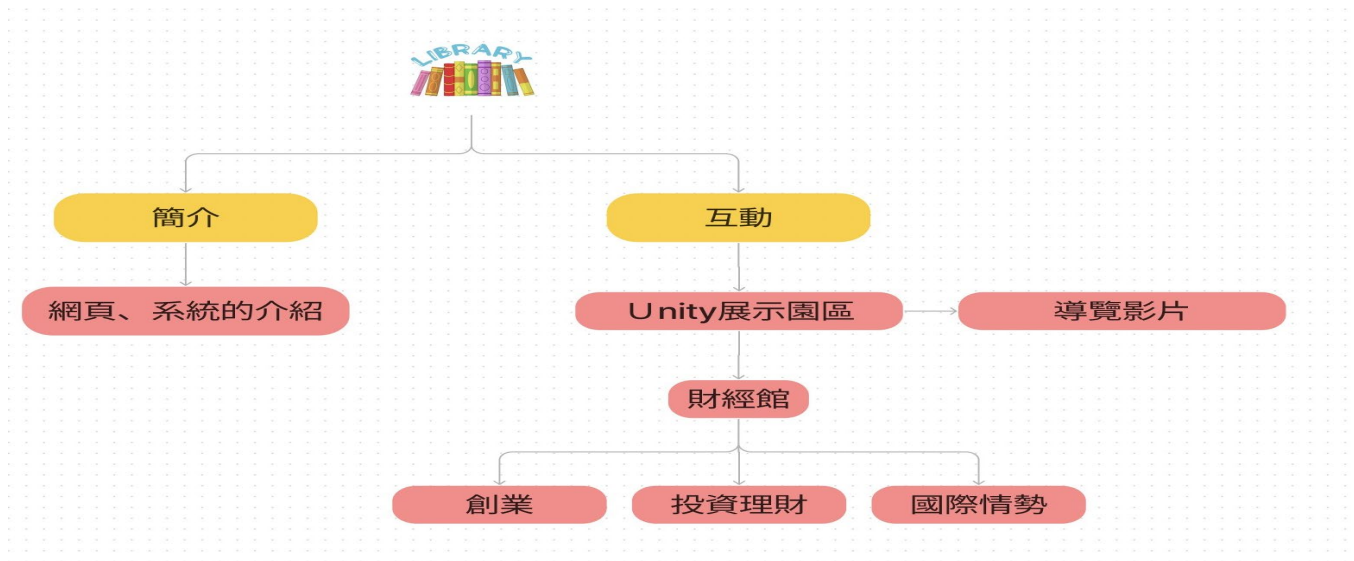 LIBRARY
簡介
互動
網頁、系統的介紹
Unity展示園區
導覽影片
財經館
創業
投資理財
國際情勢